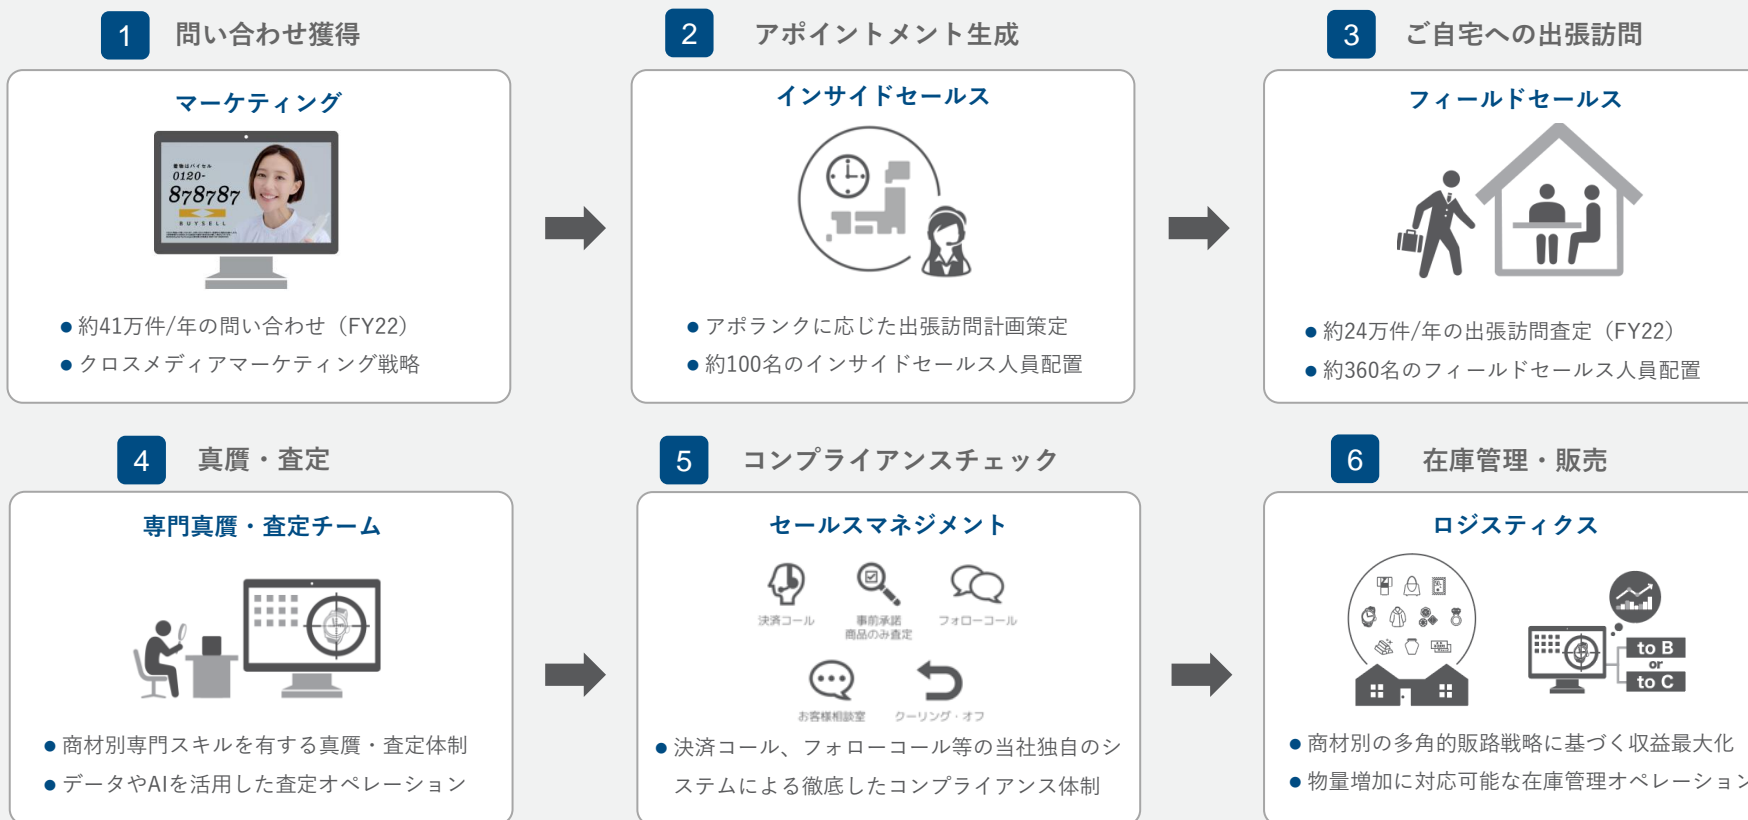 1 問い合わせ獲得
マーケティング
着物はバイセル
0120-
878787
BUYSELL
● 約41万件/年の問い合わせ（FY22）
● クロスメディアマーケティング戦略
2 アポイントメント生成
インサイドセールス
● アポランクに応じた出張訪問計画策定
● 約100名のインサイドセールス人員配置
3 ご自宅への出張訪問
フィールドセールス
● 約24万件/年の出張訪問査定（FY22）
● 約360名のフィールドセールス人員配置
4 真贋・査定
専門真贋・査定チーム
● 商材別専門スキルを有する真贋・査定体制
● データやAIを活用した査定オペレーション
5 コンプライアンスチェック
セールスマネジメント
決済コール
事前承諾
商品のみ査定
フォローコール
お客様相談室
クーリング・オフ
● 決済コール、フォローコール等の当社独自のシ
ステムによる徹底したコンプライアンス体制
6 在庫管理・販売
ロジスティクス
to B
or
to C
● 商材別の多角的販路戦略に基づく収益最大化
● 物量増加に対応可能な在庫管理オペレーション